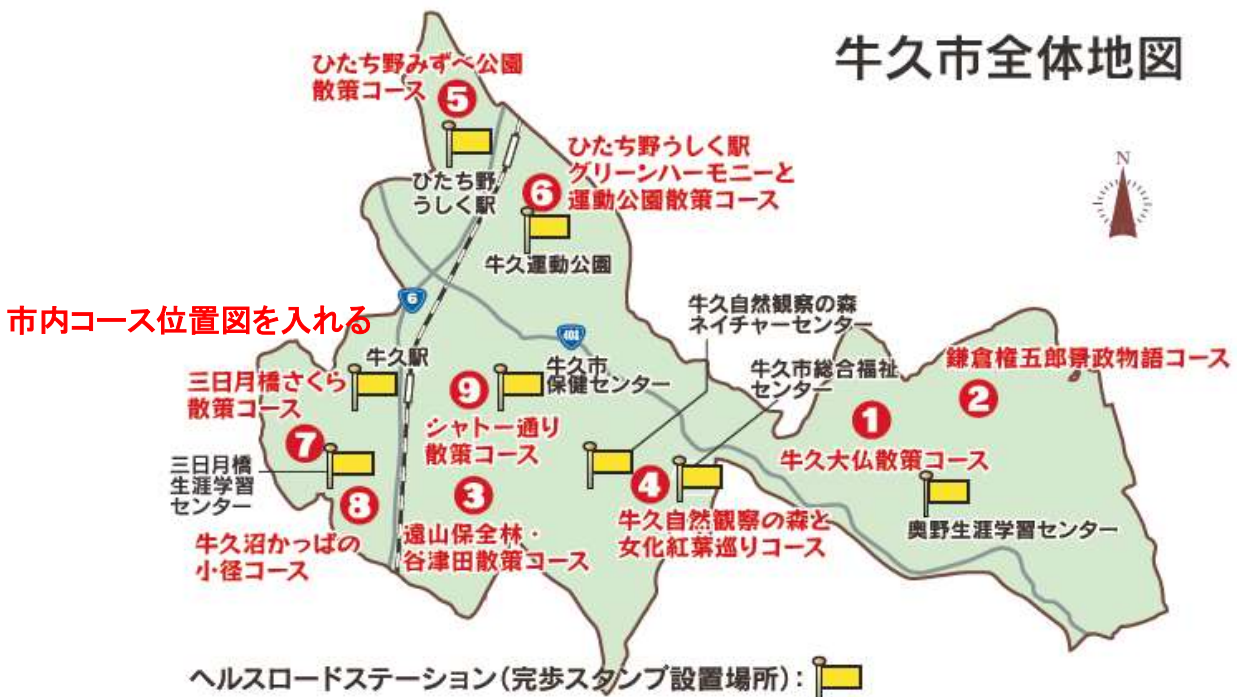 牛久市全体地図
ひたち野みずべ公園
散策コース
5
N
ひたち野うしく駅
グリーンハーモニーと
運動公園散策コース
6
ひたち野
うしく駅
牛久運動公園
6
市内コース位置図を入れる
牛久自然観察の森
ネイチャーセンター
408
牛久駅
牛久市
保健センター
牛久市総合福祉
センター
鎌倉権五郎景政物語コース
三日月橋さくら
散策コース
9
2
1
シャトー通り
散策コース
7
牛久大仏散策コース
三日月橋
生涯学習
センター
8
3
4
牛久沼かっぱの
小径コース
遠山保全林・
谷津田散策コース
牛久自然観察の森と
女化紅葉巡りコース
奥野生涯学習センター
ヘルスロードステーション(完歩スタンプ設置場所):